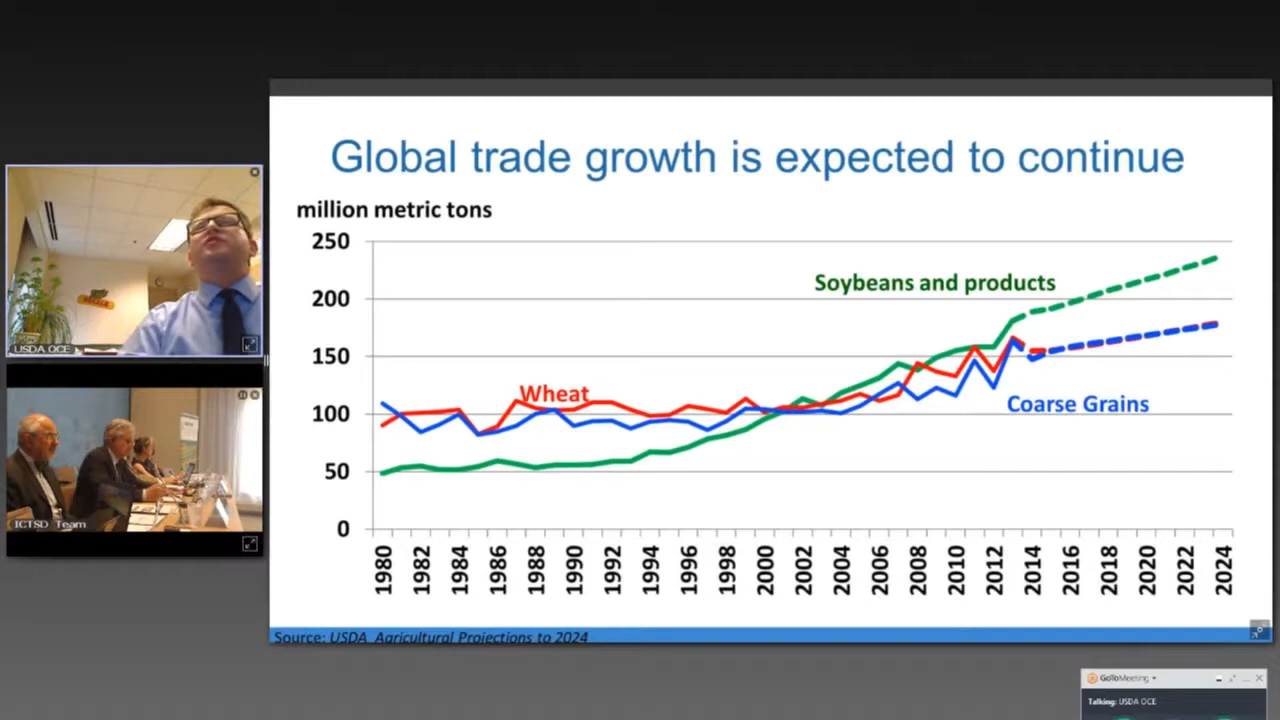 Global trade growth is expected to continue
million metric tons
250
200
150
100
50
0
Soybeans and products
Wheat
Coarse Grains
1980
1982
1984
1986
1988
1990
1992
1994
1996
1998
2000
2002
2004
2006
2008
2010
2012
2014
2016
2018
2020
2022
2024
Source: USDA Agricultural Projections to 2024
USDA OCE
ICTSD Team
GoToMeeting
Talking: USDA OCE